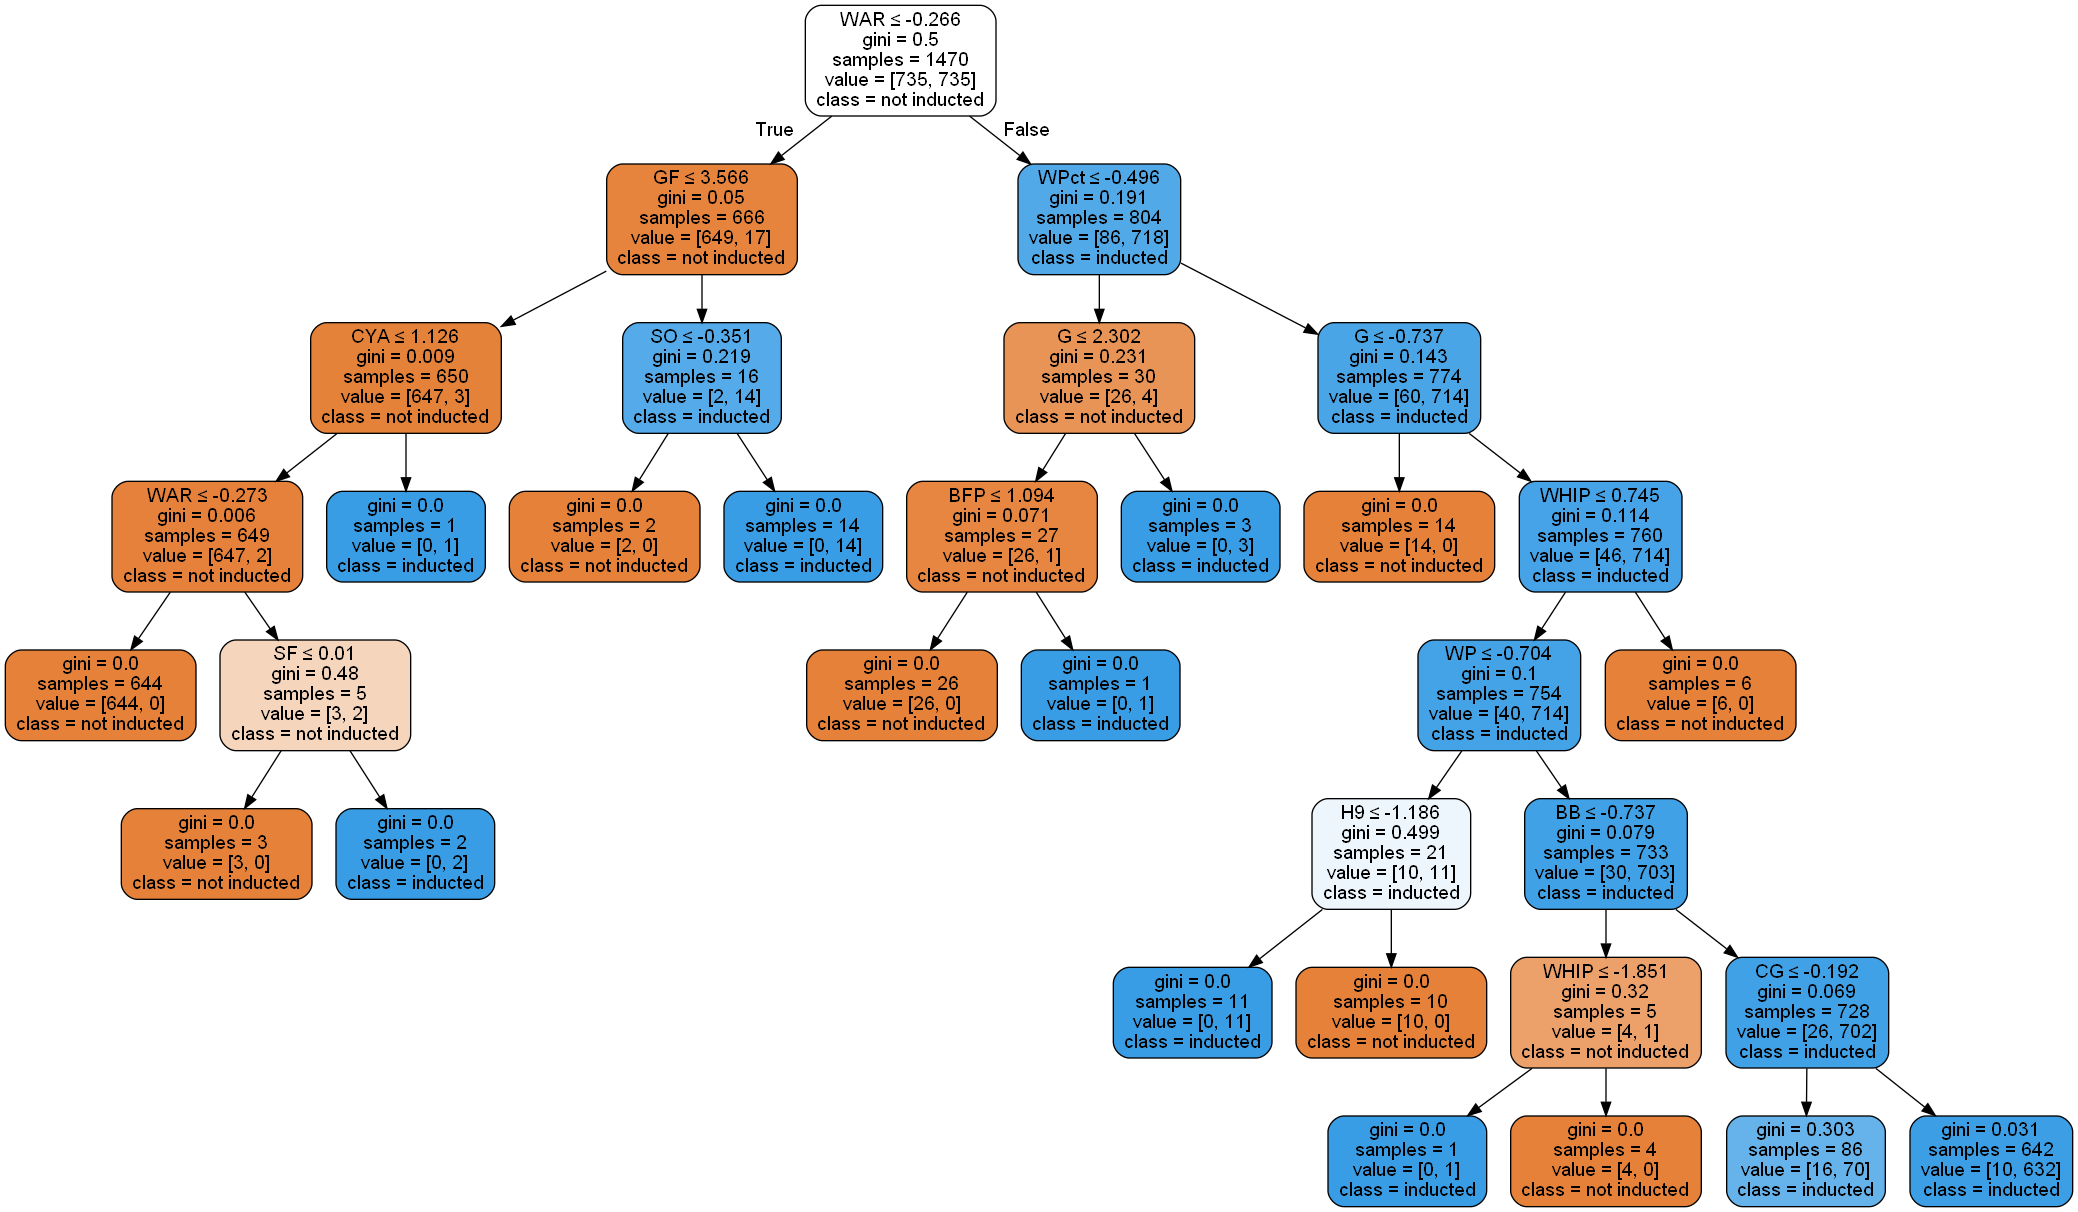 WAR ≤ -0.266
gini = 0.5
samples = 1470
value = [735, 735]
class = not inducted
True
False
GF ≤ 3.566
gini = 0.05
samples = 666
value = [649, 17]
class = not inducted
WPct ≤ -0.496
gini = 0.191
samples = 804
value = [86, 718]
class = inducted
CYA ≤ 1.126
gini = 0.009
samples = 650
value = [647, 3]
class = not inducted
SO ≤ -0.351
gini = 0.219
samples = 16
value = [2, 14]
class = inducted
G ≤ 2.302
gini = 0.231
samples = 30
value = [26, 4]
class = not inducted
G ≤ -0.737
gini = 0.143
samples = 774
value = [60, 714]
class = inducted
WAR ≤ -0.273
gini = 0.006
samples = 649
value = [647, 2]
class = not inducted
gini = 0.0
samples = 1
value = [0, 1]
class = inducted
gini = 0.0
samples = 2
value = [2, 0]
class = not inducted
gini = 0.0
samples = 14
value = [0, 14]
class = inducted
BFP ≤ 1.094
gini = 0.071
samples = 27
value = [26, 1]
class = not inducted
gini = 0.0
samples = 3
value = [0, 3]
class = inducted
gini = 0.0
samples = 14
value = [14, 0]
class = not inducted
WHIP ≤ 0.745
gini = 0.114
samples = 760
value = [46, 714]
class = inducted
gini = 0.0
samples = 644
value = [644, 0]
class = not inducted
SF ≤ 0.01
gini = 0.48
samples = 5
value = [3, 2]
class = not inducted
gini = 0.0
samples = 26
value = [26, 0]
class = not inducted
gini = 0.0
samples = 1
value = [0, 1]
class = inducted
WP ≤ -0.704
gini = 0.1
samples = 754
value = [40, 714]
class = inducted
gini = 0.0
samples = 6
value = [6, 0]
class = not inducted
gini = 0.0
samples = 3
value = [3, 0]
class = not inducted
gini = 0.0
samples = 2
value = [0, 2]
class = inducted
H9 ≤ -1.186
gini = 0.499
samples = 21
value = [10, 11]
class = inducted
BB ≤ -0.737
gini = 0.079
samples = 733
value = [30, 703]
class = inducted
gini = 0.0
samples = 11
value = [0, 11]
class = inducted
gini = 0.0
samples = 10
value = [10, 0]
class = not inducted
WHIP ≤ -1.851
gini = 0.32
samples = 5
value = [4, 1]
class = not inducted
CG ≤ -0.192
gini = 0.069
samples = 728
value = [26, 702]
class = inducted
gini = 0.0
samples = 1
value = [0, 1]
class = inducted
gini = 0.0
samples = 4
value = [4, 0]
class = not inducted
gini = 0.303
samples = 86
value = [16, 70]
class = inducted
gini = 0.031
samples = 642
value = [10, 632]
class = inducted